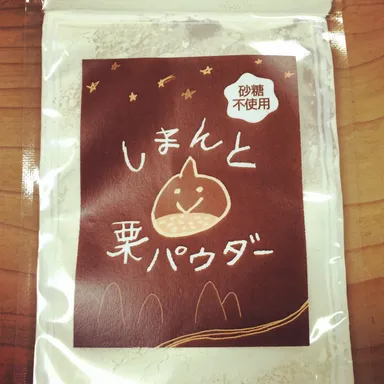 砂糖
不使用
しまんと
栗パウダー